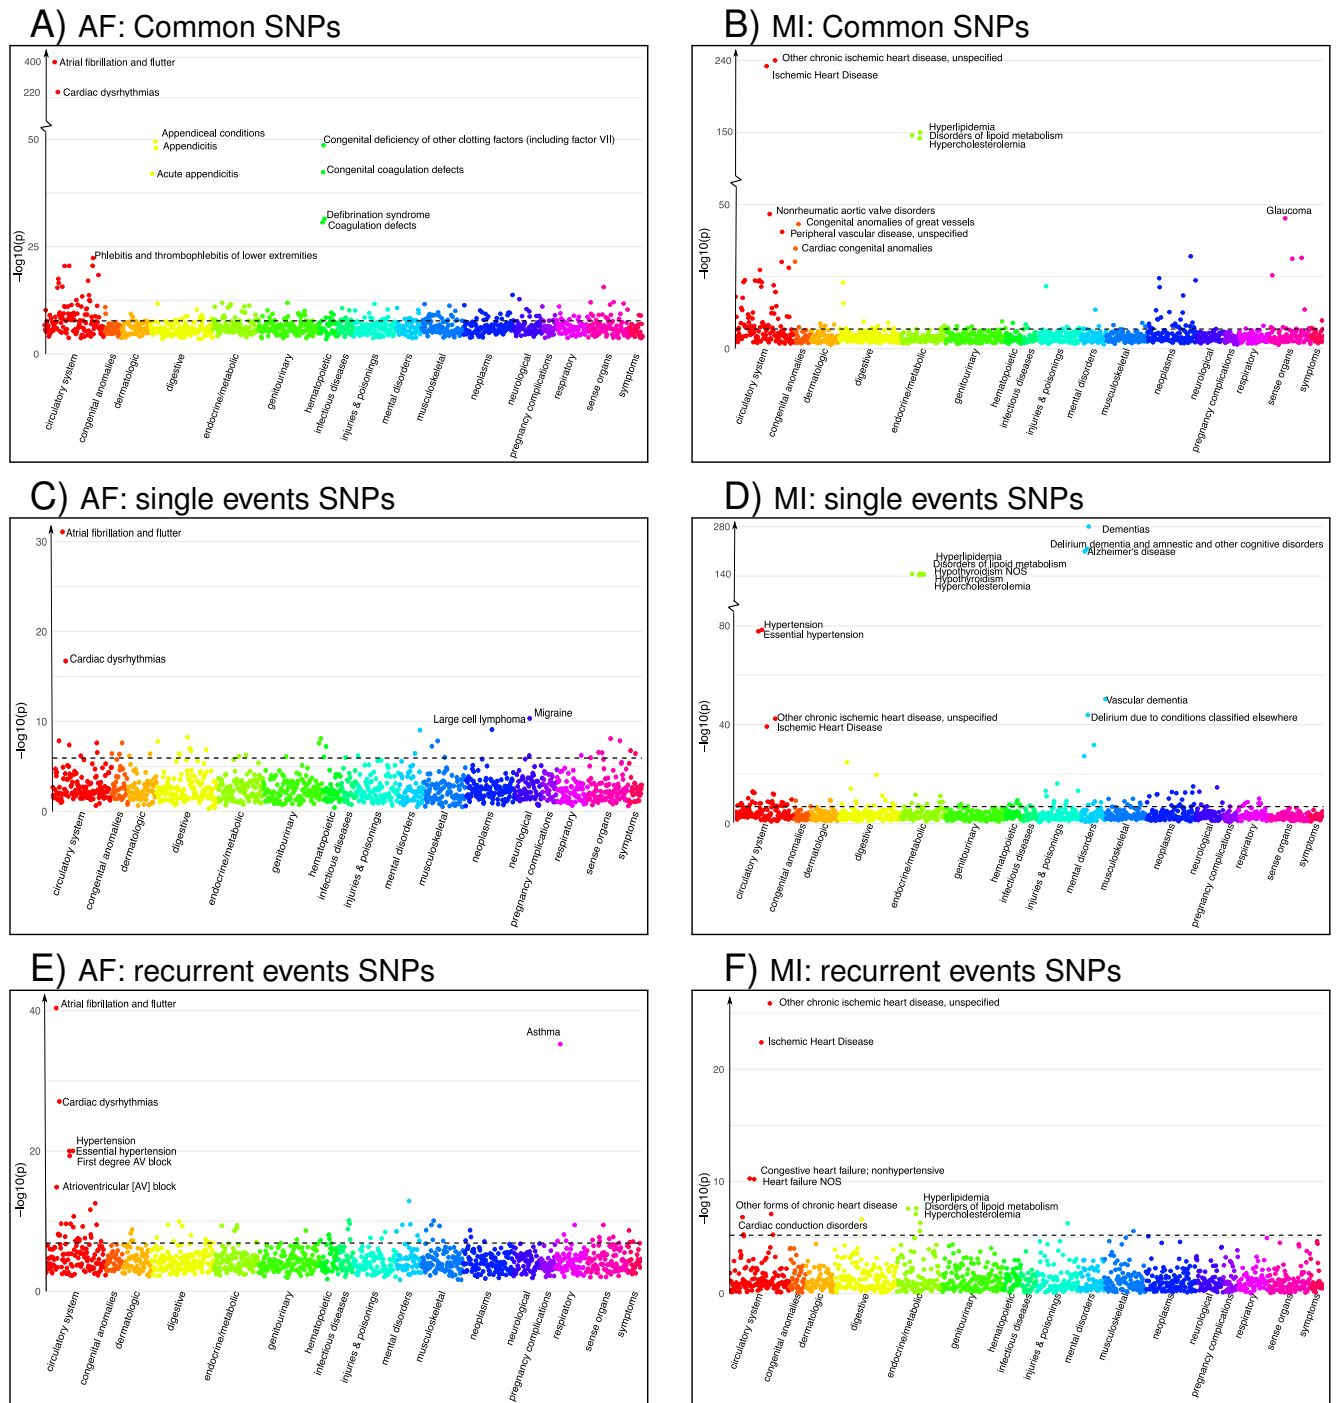 A) AF: Common SNPs
400
220
50
25
0
−log10(p)
Atrial fibrillation and flutter
Cardiac dysrhythmias
Appendiceal conditions
Appendicitis
Acute appendicitis
Congenital deficiency of other clotting factors (including factor VII)
Congenital coagulation defects
Defibrination syndrome
Coagulation defects
Phlebitis and thrombophlebitis of lower extremities
circulatory system
congenital anomalies
dermatologic
digestive
endocrine/metabolic
genitourinary
hematopoietic
infectious diseases
injuries & poisonings
mental disorders
musculoskeletal
neoplasms
neurological
pregnancy complications
respiratory
sense organs
symptoms
B) MI: Common SNPs
240
150
50
0
−log10(p)
Other chronic ischemic heart disease, unspecified
Ischemic Heart Disease
Hyperlipidemia
Disorders of lipoid metabolism
Hypercholesterolemia
Nonrheumatic aortic valve disorders
Congenital anomalies of great vessels
Peripheral vascular disease, unspecified
Cardiac congenital anomalies
Glaucoma
circulatory system
congenital anomalies
dermatologic
digestive
endocrine/metabolic
genitourinary
hematopoietic
infectious diseases
injuries & poisonings
mental disorders
musculoskeletal
neoplasms
neurological
pregnancy complications
respiratory
sense organs
symptoms
C) AF: single events SNPs
30
20
10
0
−log10(p)
Atrial fibrillation and flutter
Cardiac dysrhythmias
Large cell lymphoma
Migraine
circulatory system
congenital anomalies
dermatologic
digestive
endocrine/metabolic
genitourinary
hematopoietic
infectious diseases
injuries & poisonings
mental disorders
musculoskeletal
neoplasms
neurological
pregnancy complications
respiratory
sense organs
symptoms
D) MI: single events SNPs
280
140
80
40
0
−log10(p)
Dementias
Delirium dementia and amnestic and other cognitive disorders
Alzheimer's disease
Hyperlipidemia
Disorders of lipoid metabolism
Hypothyroidism NOS
Hypothyroidism
Hypercholesterolemia
Hypertension
Essential hypertension
Vascular dementia
Delirium due to conditions classified elsewhere
Other chronic ischemic heart disease, unspecified
Ischemic Heart Disease
circulatory system
congenital anomalies
dermatologic
digestive
endocrine/metabolic
genitourinary
hematopoietic
infectious diseases
injuries & poisonings
mental disorders
musculoskeletal
neoplasms
neurological
pregnancy complications
respiratory
sense organs
symptoms
E) AF: recurrent events SNPs
40
20
0
−log10(p)
Atrial fibrillation and flutter
Asthma
Cardiac dysrhythmias
Hypertension
Essential hypertension
First degree AV block
Atrioventricular [AV] block
circulatory system
congenital anomalies
dermatologic
digestive
endocrine/metabolic
genitourinary
hematopoietic
infectious diseases
injuries & poisonings
mental disorders
musculoskeletal
neoplasms
neurological
pregnancy complications
respiratory
sense organs
symptoms
F) MI: recurrent events SNPs
20
10
0
−log10(p)
Other chronic ischemic heart disease, unspecified
Ischemic Heart Disease
Congestive heart failure; nonhypertensive
Heart failure NOS
Other forms of chronic heart disease
Cardiac conduction disorders
Hyperlipidemia
Disorders of lipoid metabolism
Hypercholesterolemia
circulatory system
congenital anomalies
dermatologic
digestive
endocrine/metabolic
genitourinary
hematopoietic
infectious diseases
injuries & poisonings
mental disorders
musculoskeletal
neoplasms
neurological
pregnancy complications
respiratory
sense organs
symptoms